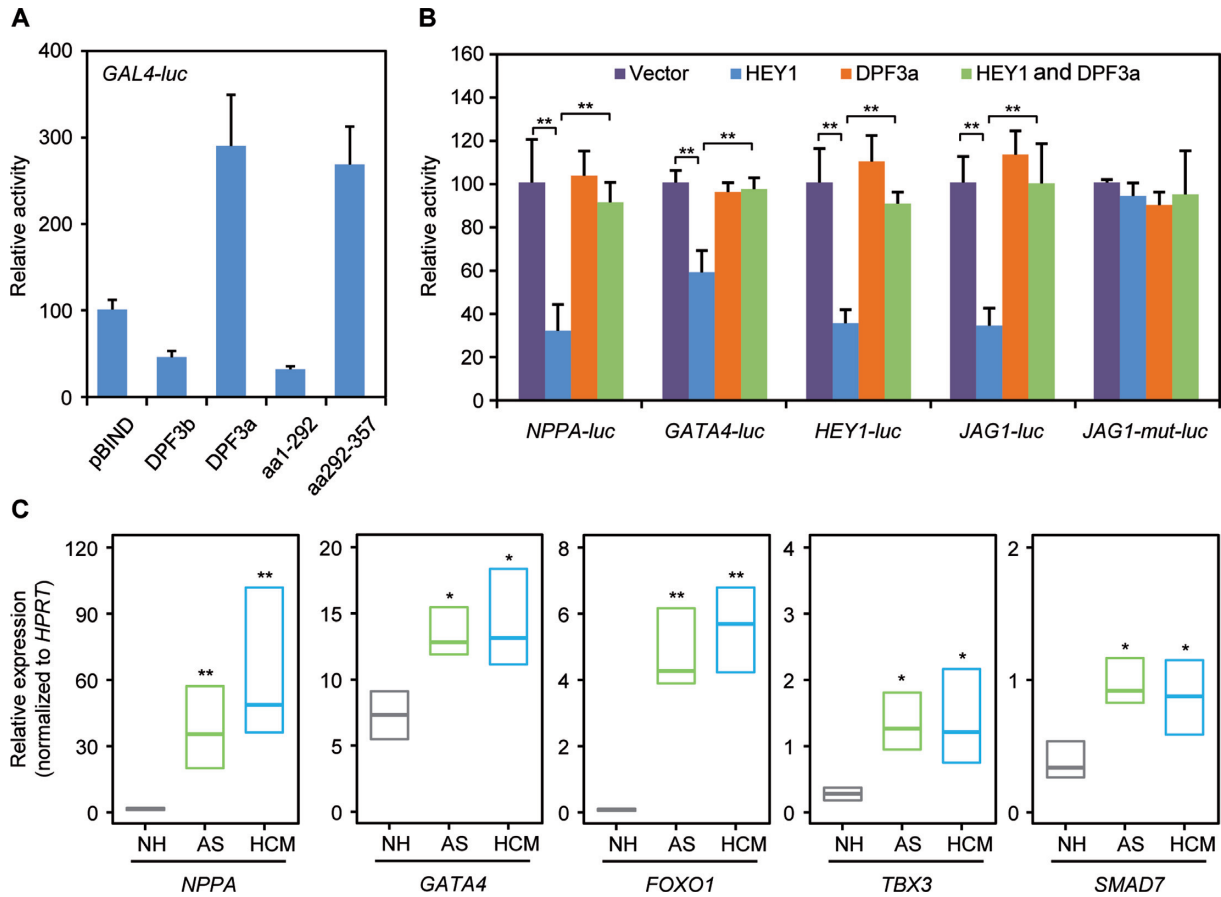 A
B
400
300
200
100
0
Relative activity
GAL4-luc
pBIND
DPF3b
DPF3a
aa1-292
aa292-357
160
140
120
100
80
60
40
20
0
Relative activity
Vector HEY1 DPF3a HEY1 and DPF3a
** ** ** ** ** ** ** **
NPPA-luc GATA4-luc HEY1-luc JAG1-luc JAG1-mut-luc
C
Relative expression
(normalized to HPRT)
120
90
60
30
0
** **
NH AS HCM
NPPA
20
15
10
5
0
* *
NH AS HCM
GATA4
8
6
4
2
0
** **
NH AS HCM
FOXO1
4
3
2
1
0
* *
NH AS HCM
TBX3
2
1
0
* *
NH AS HCM
SMAD7